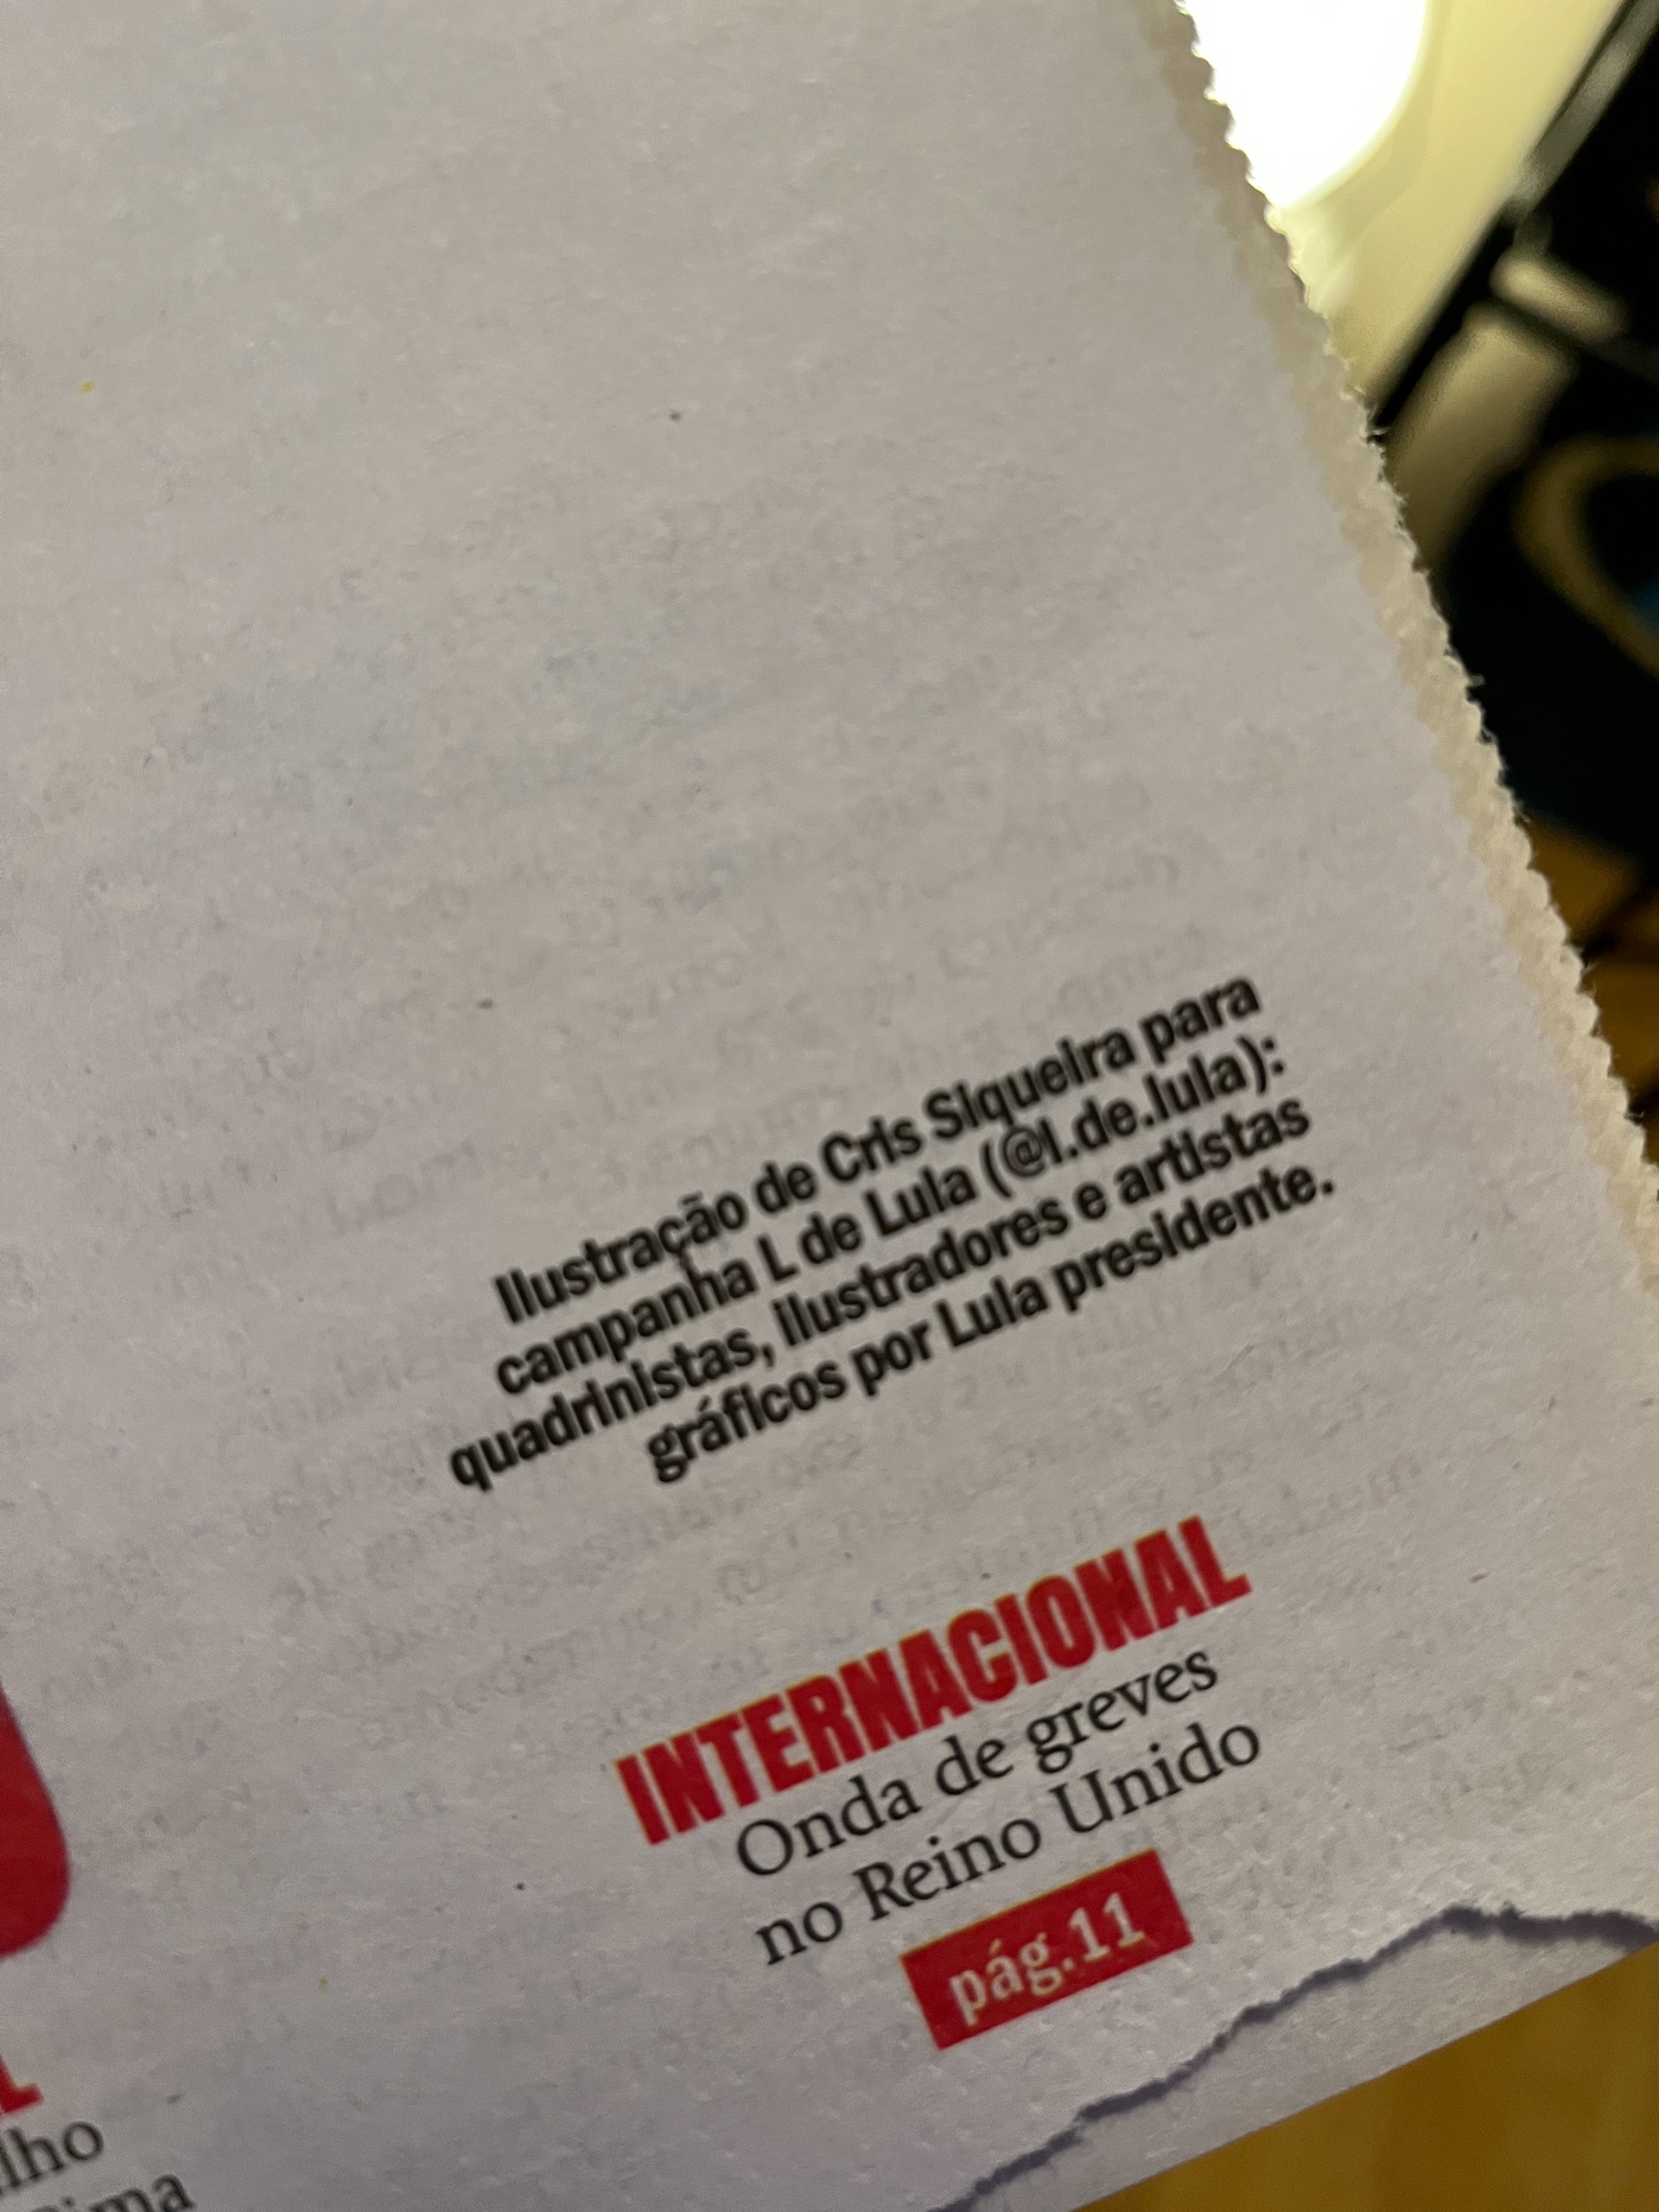 Ilustração de Cris Siqueira para
campanha L de Lula (@l.de.lula):
quadrinistas, ilustradores e artistas
gráficos por Lula presidente.
INTERNACIONAL
Onda de greves
no Reino Unido
pág.11